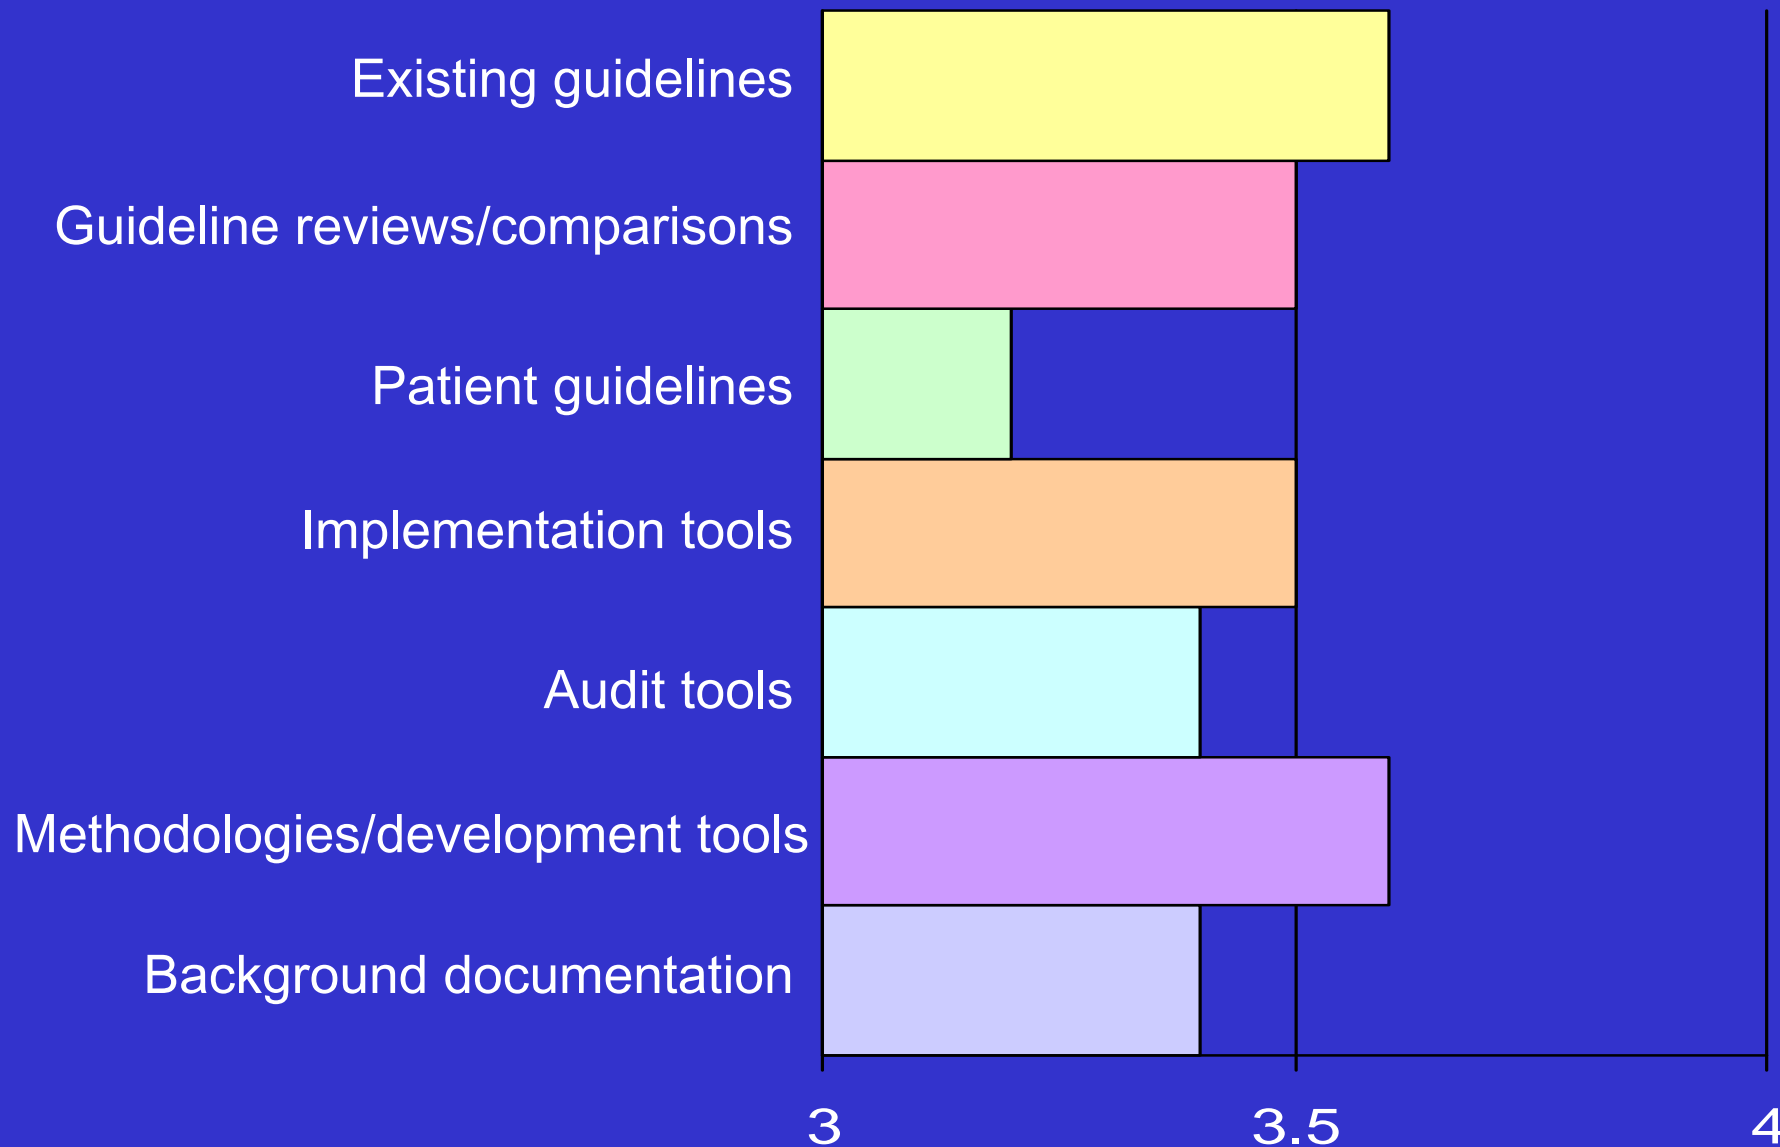 Existing guidelines
Guideline reviews/comparisons
Patient guidelines
Implementation tools
Audit tools
Methodologies/development tools
Background documentation
3 3.5 4